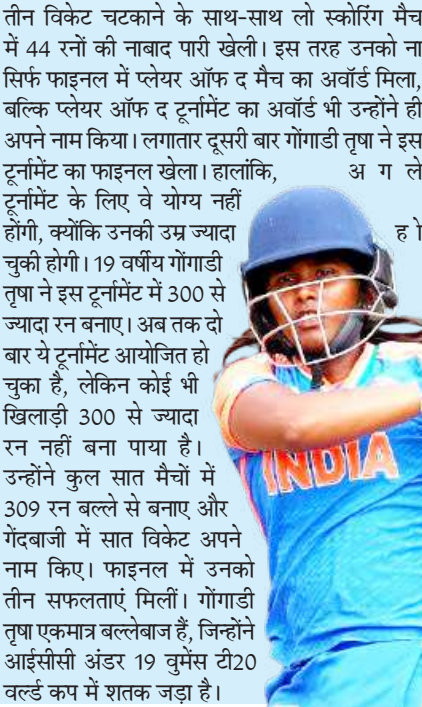 तीन विकेट चटकाने के साथ-साथ लो स्कोरिंग मैच
में 44 रनों की नाबाद पारी खेली। इस तरह उनको ना
सिर्फ फाइनल में प्लेयर ऑफ द मैच का अवॉर्ड मिला,
बल्कि प्लेयर ऑफ द टूर्नामेंट का अवॉर्ड भी उन्होंने ही
अपने नाम किया। लगातार दूसरी बार गोंगाडी तृषा ने इस
टूर्नामेंट का फाइनल खेला। हालांकि, अ ग ले
टूर्नामेंट के लिए वे योग्य नहीं
होंगी, क्योंकि उनकी उम्र ज्यादा ह ो
चुकी होगी। 19 वर्षीय गोंगाडी
तृषा ने इस टूर्नामेंट में 300 से
ज्यादा रन बनाए। अब तक दो
बार ये टूर्नामेंट आयोजित हो
चुका है, लेकिन कोई भी
खिलाड़ी 300 से ज्यादा
रन नहीं बना पाया है।
उन्होंने कुल सात मैचों में
309 रन बल्ले से बनाए और
गेंदबाजी में सात विकेट अपने
नाम किए। फाइनल में उनको
तीन सफलताएं मिलीं। गोंगाडी
तृषा एकमात्र बल्लेबाज हैं, जिन्होंने
आईसीसी अंडर 19 वुमेंस टी20
वर्ल्ड कप में शतक जड़ा है।
INDIA